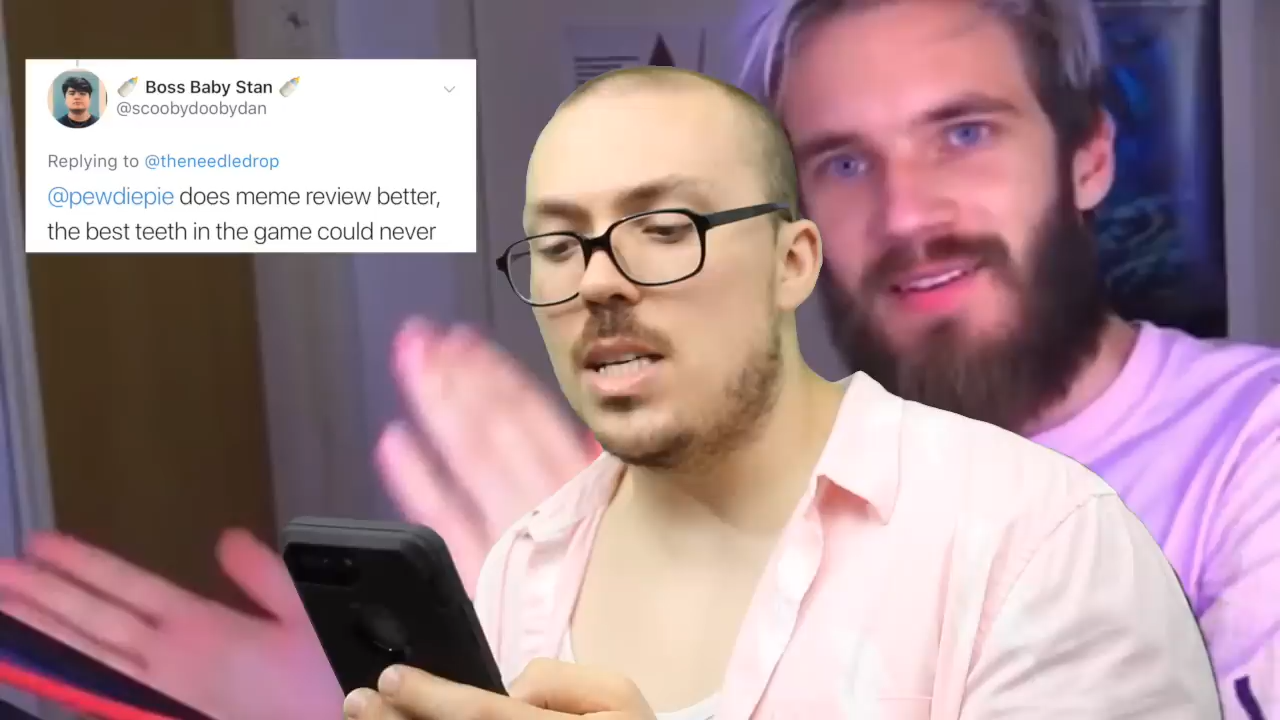 🍼 Boss Baby Stan 🍼
@scoobydoobydan
Replying to @theneedledrop
@pewdiepie does meme review better,
the best teeth in the game could never